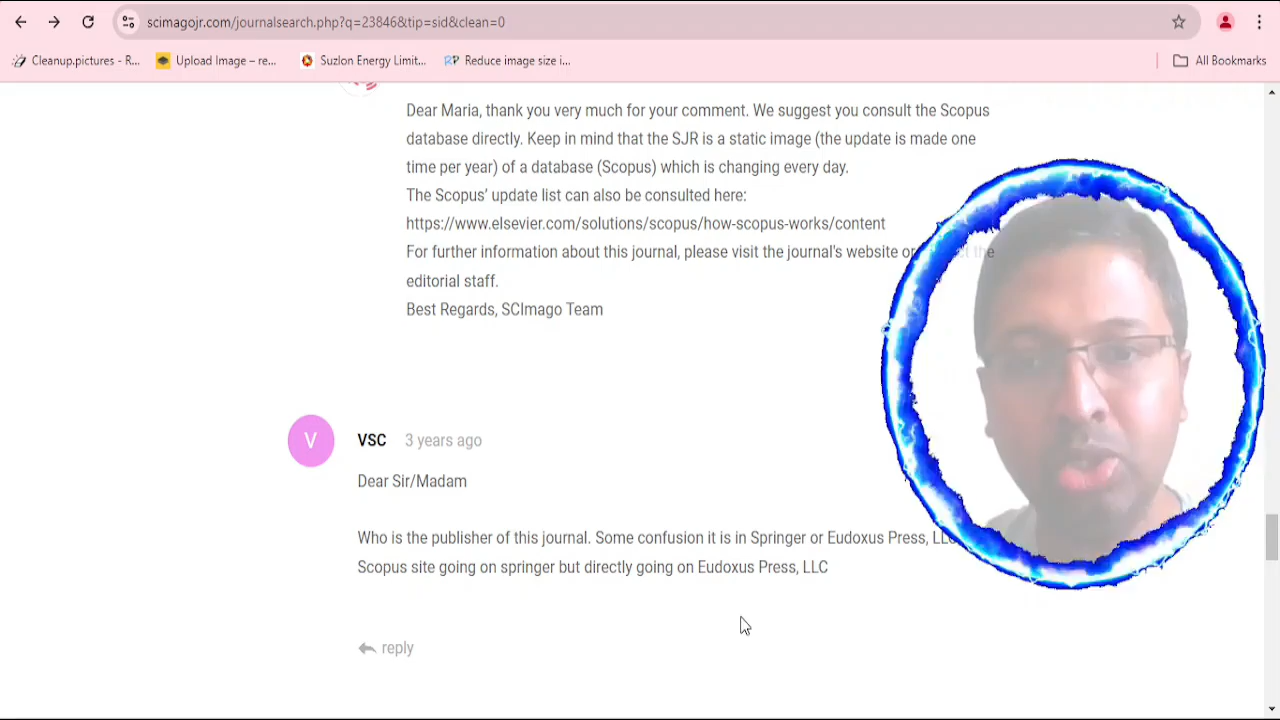 scimagojr.com/journalsearch.php?q=23846&tip=sid&clean=0
Cleanup.pictures - R... Upload Image – re... Suzlon Energy Limit... RP Reduce image size i... All Bookmarks
Dear Maria, thank you very much for your comment. We suggest you consult the Scopus
database directly. Keep in mind that the SJR is a static image (the update is made one
time per year) of a database (Scopus) which is changing every day.
The Scopus’ update list can also be consulted here:
https://www.elsevier.com/solutions/scopus/how-scopus-works/content
For further information about this journal, please visit the journal’s website or the
editorial staff.
Best Regards, SCImago Team
V VSC 3 years ago
Dear Sir/Madam
Who is the publisher of this journal. Some confusion it is in Springer or Eudoxus Press,
Scopus site going on springer but directly going on Eudoxus Press, LLC
reply